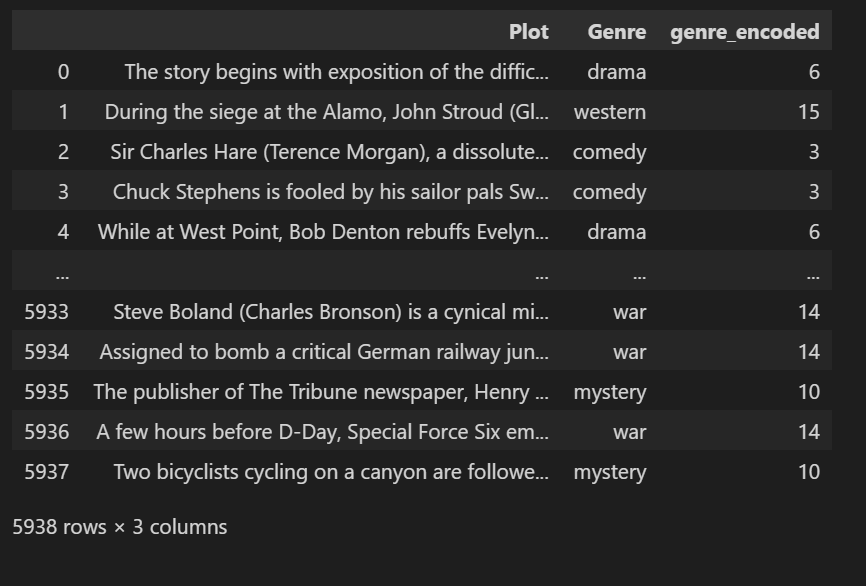 Plot Genre genre_encoded
0 The story begins with exposition of the diffic... drama 6
1 During the siege at the Alamo, John Stroud (Gl... western 15
2 Sir Charles Hare (Terence Morgan), a dissolute... comedy 3
3 Chuck Stephens is fooled by his sailor pals Sw... comedy 3
4 While at West Point, Bob Denton rebuffs Evelyn... drama 6
... ... ... ...
5933 Steve Boland (Charles Bronson) is a cynical mi... war 14
5934 Assigned to bomb a critical German railway jun... war 14
5935 The publisher of The Tribune newspaper, Henry ... mystery 10
5936 A few hours before D-Day, Special Force Six em... war 14
5937 Two bicyclists cycling on a canyon are followe... mystery 10
5938 rows × 3 columns